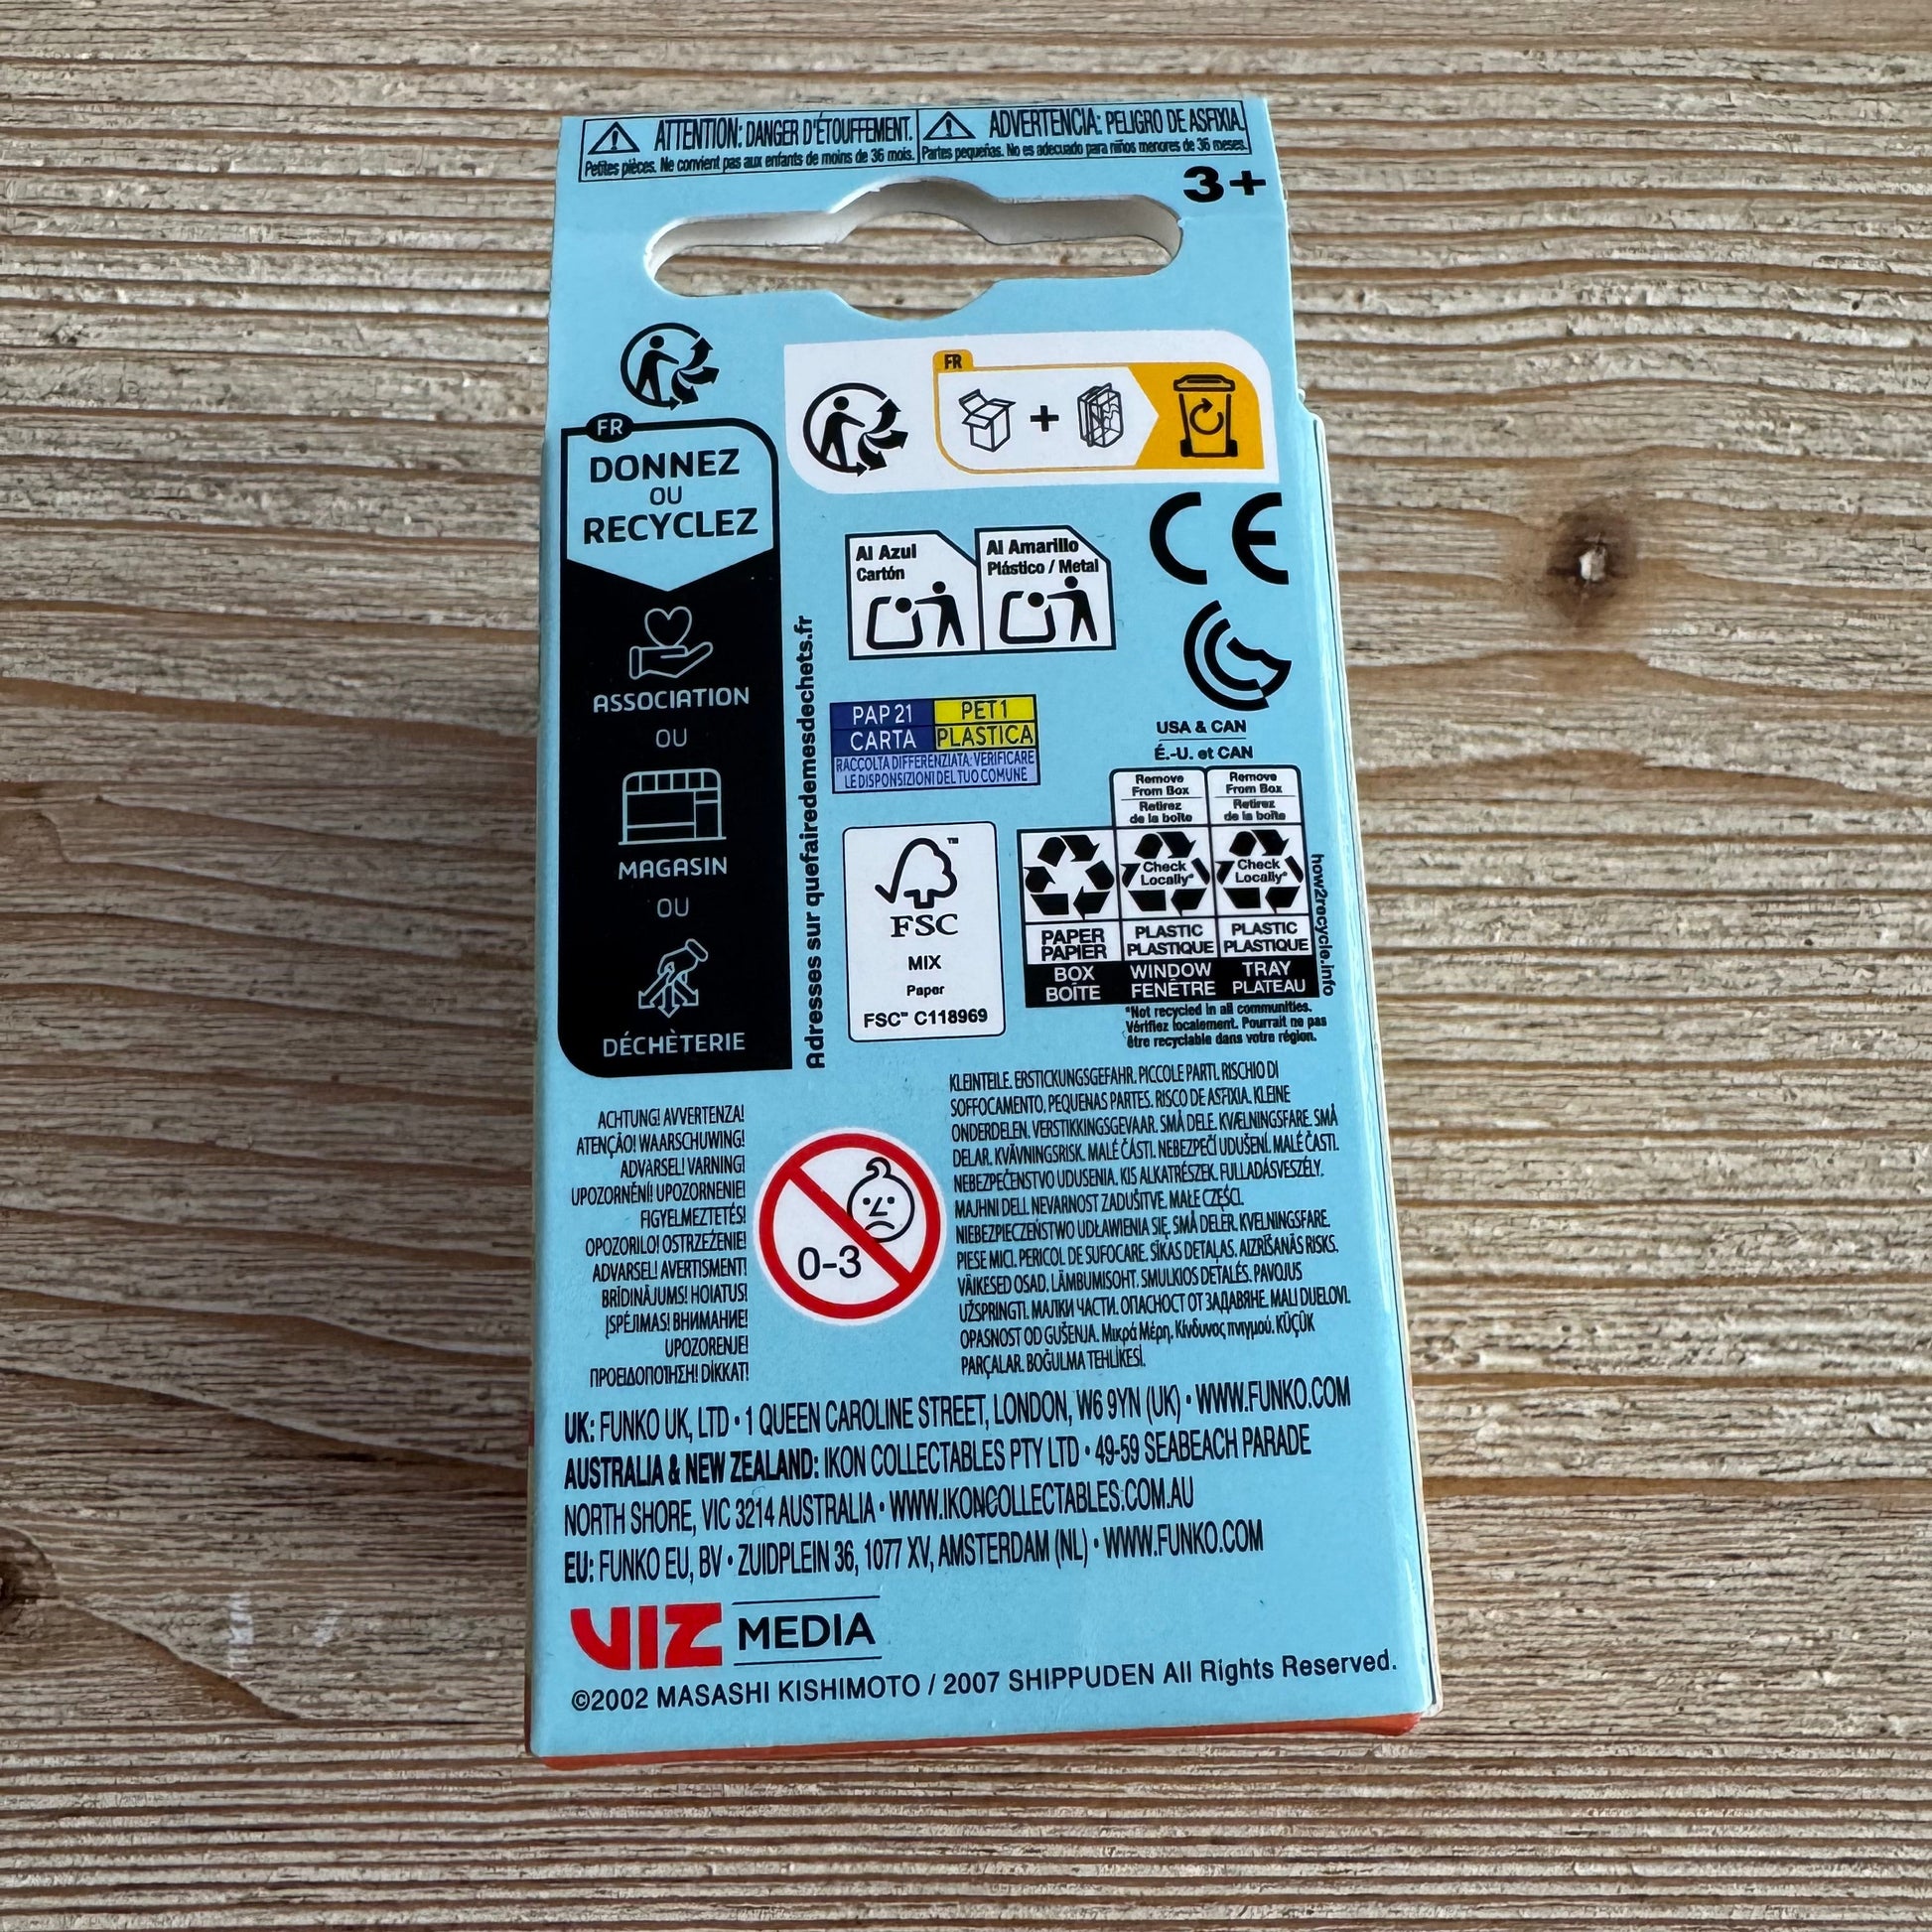 ATTENTION: DANGER D'ÉTOUFFEMENT.
Petites pièces. Ne convient pas aux enfants de moins de 36 mois.
ADVERTENCIA: PELIGRO DE ASFIXIA.
Partes pequeñas. No es adecuado para niños menores de 36 meses.
3+
FR
DONNEZ
OU
RECYCLEZ
ASSOCIATION
OU
MAGASIN
OU
DÉCHÈTERIE
Adresses sur quefairedemesdechets.fr
FR
+
Al Azul
Cartón
Al Amarillo
Plástico / Metal
CE
PAP 21
CARTA
PET1
PLASTICA
RACCOLTA DIFFERENZIATA: VERIFICARE
LE DISPONSIZIONI DEL TUO COMUNE
USA & CAN
É.-U. et CAN
Remove
From Box
Retirez
de la boîte
Remove
From Box
Retirez
de la boîte
Check
Locally*
Check
Locally*
PAPER
PAPIER
PLASTIC
PLASTIQUE
PLASTIC
PLASTIQUE
BOX
BOÎTE
WINDOW
FENÊTRE
TRAY
PLATEAU
how2recycle.info
*Not recycled in all communities.
Vérifiez localement. Pourrait ne pas
être recyclable dans votre région.
FSC™
MIX
Paper
FSC™ C118969
ACHTUNG! AVVERTENZA!
ATENÇÃO! WAARSCHUWING!
ADVARSEL! VARNING!
UPOZORNĚNÍ! UPOZORNENIE!
FIGYELMEZTETÉS!
OPOZORILO! OSTRZEŻENIE!
ADVARSEL! AVERTISMENT!
BRĪDINĀJUMS! HOIATUS!
ĮSPĖJIMAS! ВНИМАНИЕ!
UPOZORENJE!
ΠΡΟΕΙΔΟΠΟΊΗΣΗ! DİKKAT!
0-3
KLEINTEILE. ERSTICKUNGSGEFAHR. PICCOLE PARTI. RISCHIO DI
SOFFOCAMENTO. PEQUENAS PARTES. RISCO DE ASFIXIA. KLEINE
ONDERDELEN. VERSTIKKINGSGEVAAR. SMÅ DELE. KVÆLNINGSFARE. SMÅ
DELAR. KVÄVNINGSRISK. MALÉ ČÁSTI. NEBEZPEČÍ UDUŠENÍ. MALÉ ČASTI.
NEBEZPEČENSTVO UDUSENIA. KIS ALKATRÉSZEK. FULLADÁSVESZÉLY.
MAJHNI DELI. NEVARNOST ZADUŠITVE. MAŁE CZĘŚCI.
NIEBEZPIECZEŃSTWO UDŁAWIENIA SIĘ. SMÅ DELER. KVELNINGSFARE.
PIESE MICI. PERICOL DE SUFOCARE. SĪKAS DETAĻAS. AIZRĪŠANĀS RISKS.
VÄIKESED OSAD. LÄMBUMISOHT. SMULKIOS DETALĖS. PAVOJUS
UŽSPRINGTI. МАЛКИ ЧАСТИ. ОПАСНОСТ ОТ ЗАДАВЯНЕ. MALI DIJELOVI.
OPASNOST OD GUŠENJA. Μικρά Μέρη. Κίνδυνος πνιγμού. KÜÇÜK
PARÇALAR. BOĞULMA TEHLİKESİ.
UK: FUNKO UK, LTD • 1 QUEEN CAROLINE STREET, LONDON, W6 9YN (UK) • WWW.FUNKO.COM
AUSTRALIA & NEW ZEALAND: IKON COLLECTABLES PTY LTD • 49-59 SEABEACH PARADE
NORTH SHORE, VIC 3214 AUSTRALIA • WWW.IKONCOLLECTABLES.COM.AU
EU: FUNKO EU, BV • ZUIDPLEIN 36, 1077 XV, AMSTERDAM (NL) • WWW.FUNKO.COM
VIZ MEDIA
©2002 MASASHI KISHIMOTO / 2007 SHIPPUDEN All Rights Reserved.